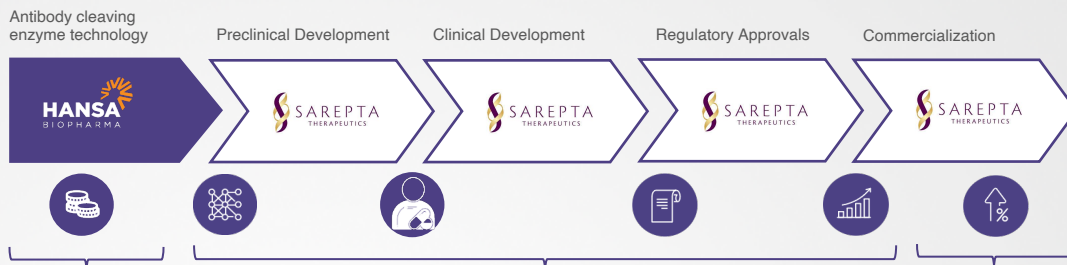 Antibody cleaving
enzyme technology
Preclinical Development
Clinical Development
Regulatory Approvals
Commercialization
HANSA
BIOPHARMA
SAREPTA
THERAPEUTICS
SAREPTA
THERAPEUTICS
SAREPTA
THERAPEUTICS
SAREPTA
THERAPEUTICS
1
%